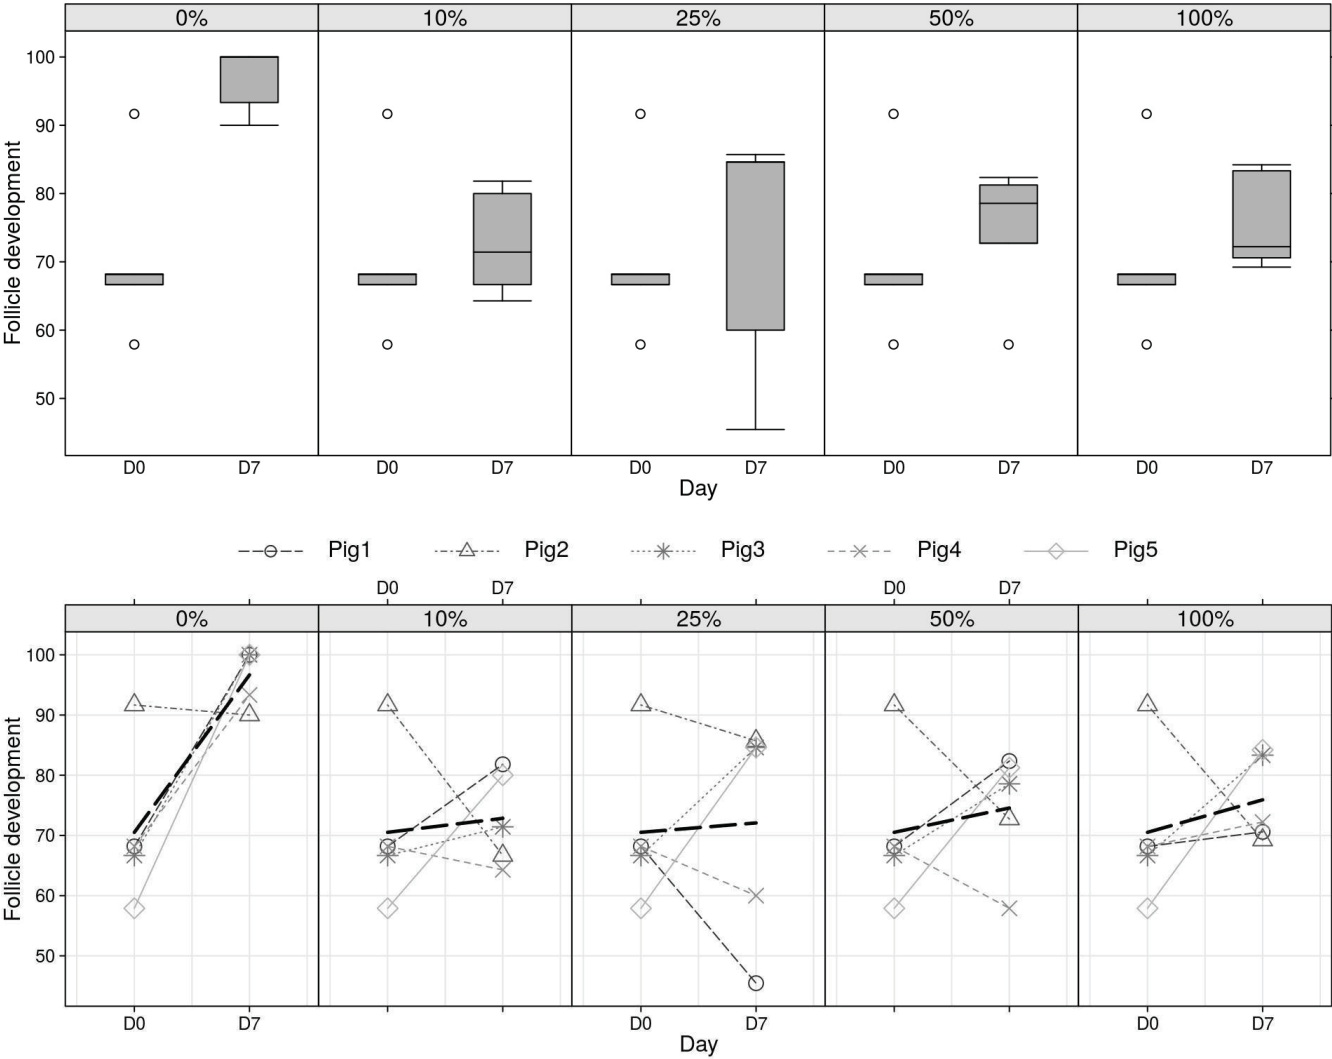 0% 10% 25% 50% 100%
100
90
80
70
60
50
Follicle development
D0 D7 D0 D7 D0 D7 D0 D7 D0 D7
Day
Pig1 Pig2 Pig3 Pig4 Pig5
D0 D7 D0 D7
0% 10% 25% 50% 100%
100
90
80
70
60
50
Follicle development
D0 D7 D0 D7 D0 D7
Day